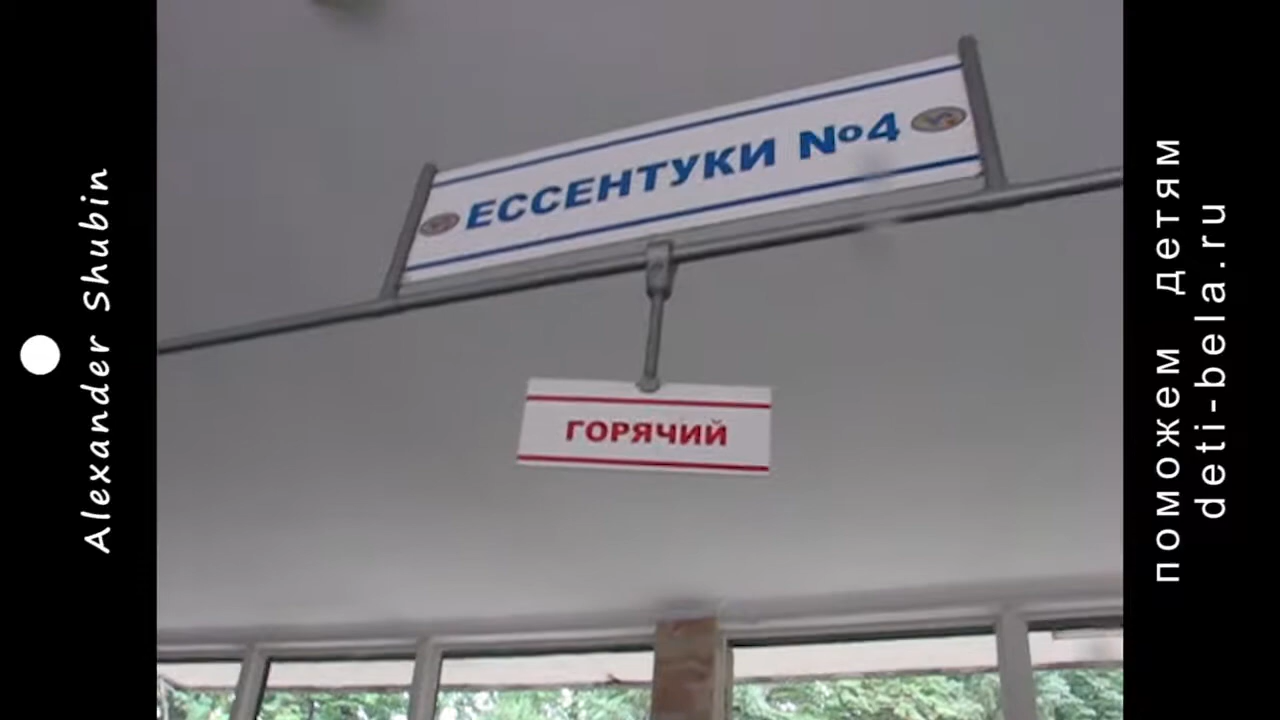 Alexander Shubin
ЕССЕНТУКИ №4
ГОРЯЧИЙ
поможем детям
deti-bela.ru